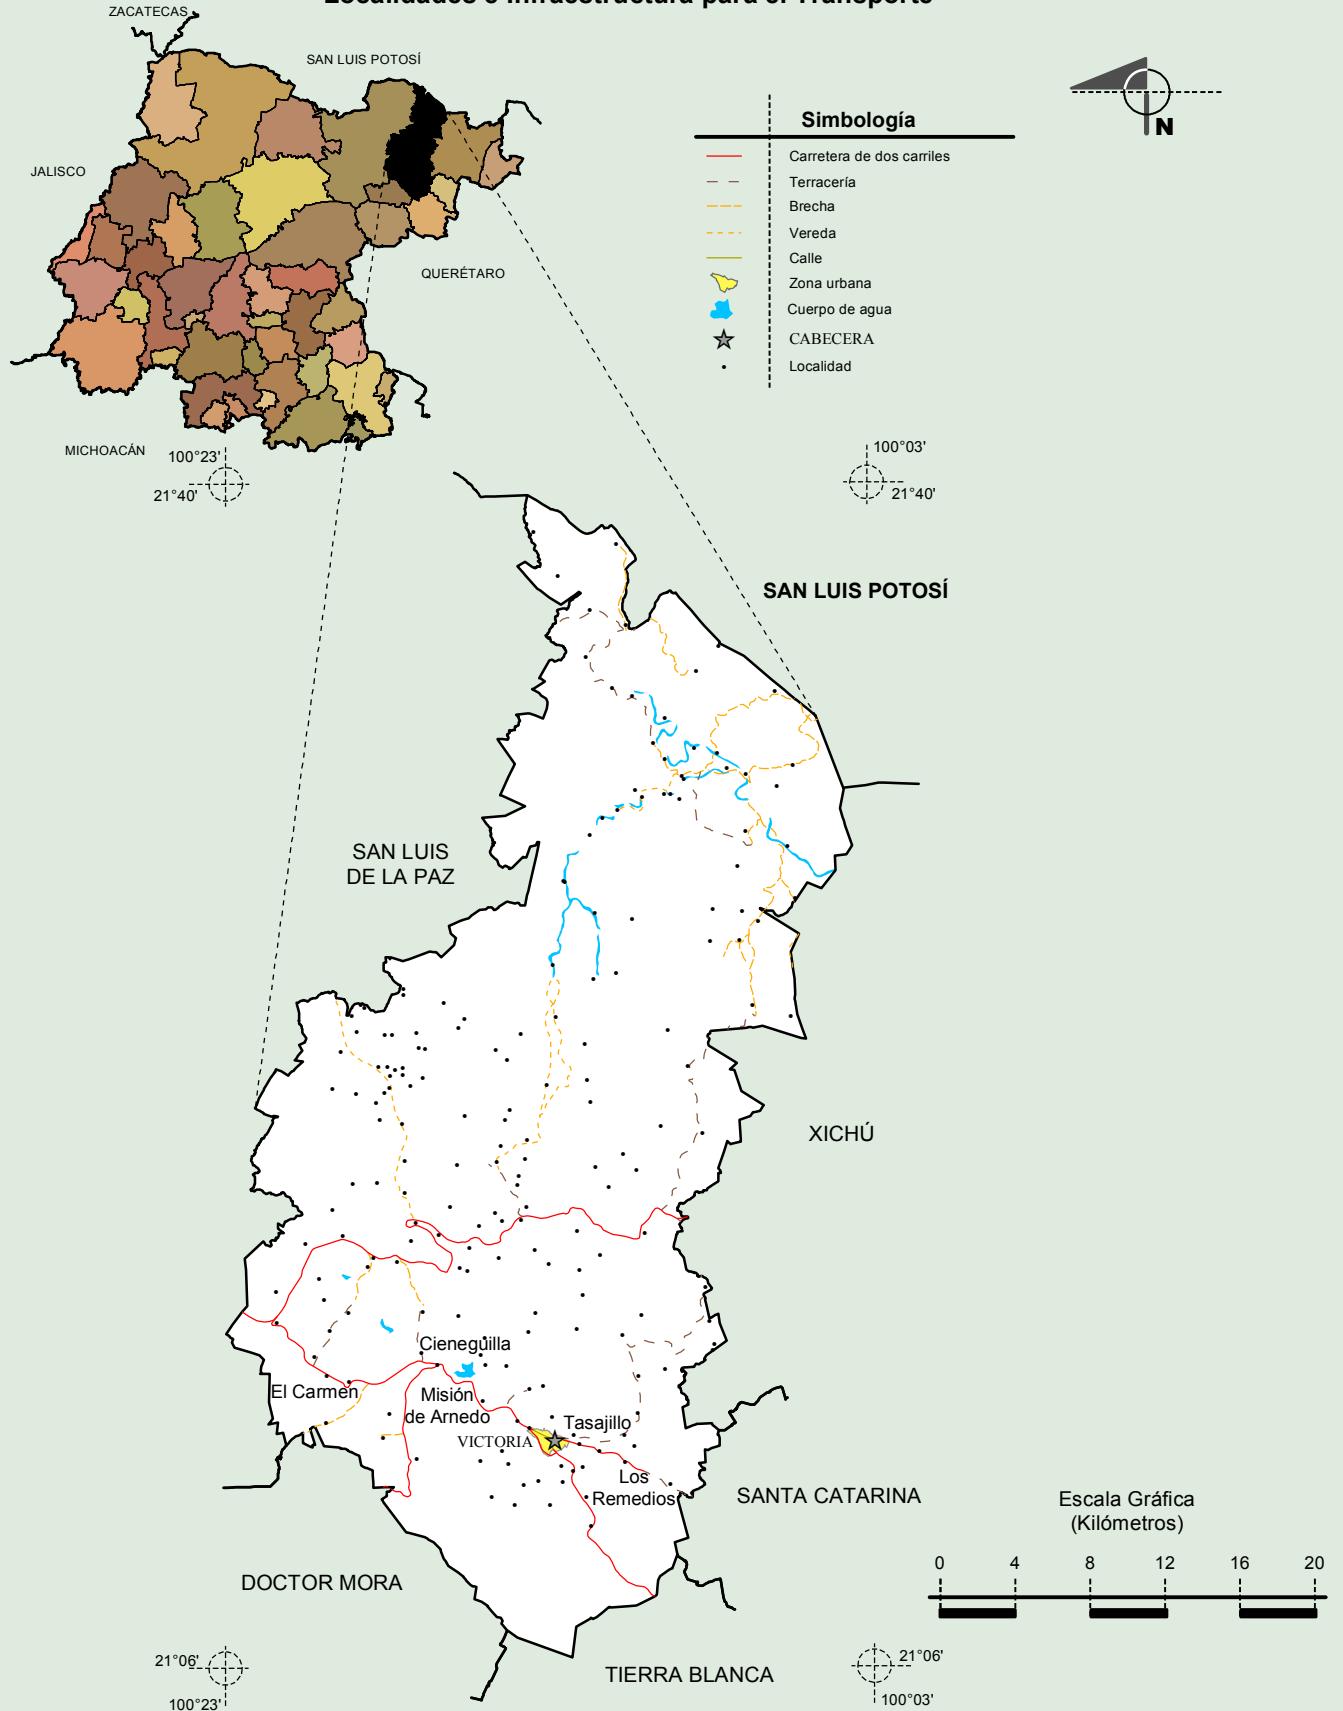 Localidades e Infraestructura para el Transporte
ZACATECAS
SAN LUIS POTOSÍ
JALISCO
QUERÉTARO
MICHOACÁN
N
Simbología
Carretera de dos carriles
Terracería
Brecha
Vereda
Calle
Zona urbana
Cuerpo de agua
CABECERA
Localidad
100°23'
21°40'
100°03'
21°40'
SAN LUIS POTOSÍ
SAN LUIS
DE LA PAZ
XICHÚ
Cieneguilla
El Carmen
Misión
de Arnedo
Tasajillo
VICTORIA
Los
Remedios
SANTA CATARINA
DOCTOR MORA
TIERRA BLANCA
Escala Gráfica
(Kilómetros)
0 4 8 12 16 20
21°06'
100°23'
21°06'
100°03'